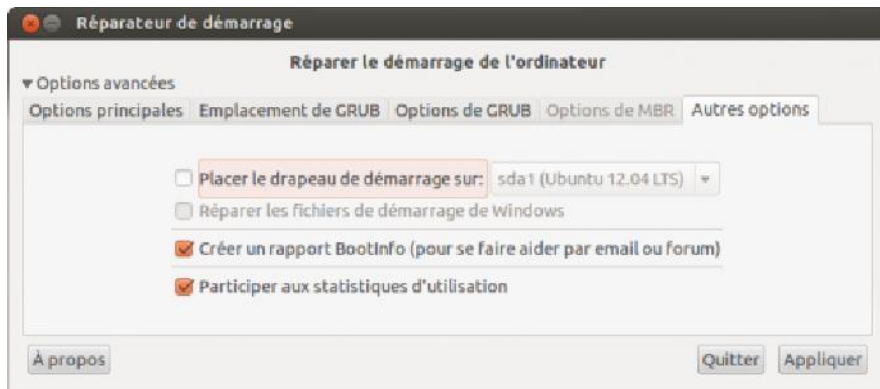 Réparateur de démarrage
Réparer le démarrage de l'ordinateur
Options avancées
Options principales Emplacement de GRUB Options de GRUB Options de MBR Autres options
Placer le drapeau de démarrage sur: sda1 (Ubuntu 12.04 LTS)
Réparer les fichiers de démarrage de Windows
Créer un rapport BootInfo (pour se faire aider par email ou forum)
Participer aux statistiques d'utilisation
À propos Quitter Appliquer